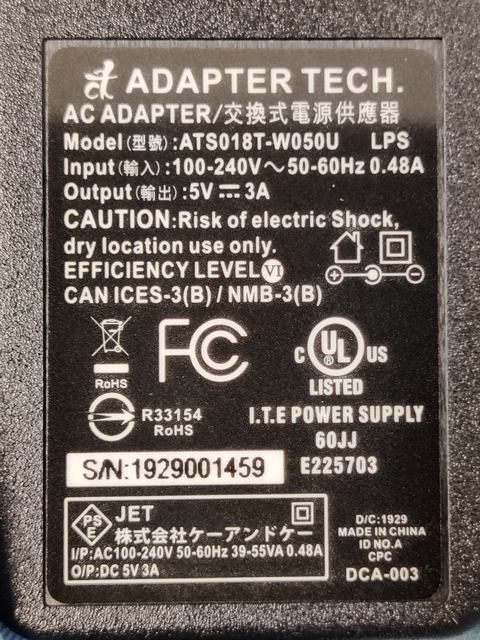 ADAPTER TECH.
AC ADAPTER/交換式電源供應器
Model(型號):ATS018T-W050U LPS
Input(輸入):100-240V～50-60Hz 0.48A
Output(輸出):5V ⎓ 3A
CAUTION:Risk of electric Shock,
dry location use only.
EFFICIENCY LEVEL VI
CAN ICES-3(B) / NMB-3(B)
RoHS
FC
C UL US
LISTED
R33154
RoHS
I.T.E POWER SUPPLY
60JJ
E225703
S/N:1929001459
PSE
JET
株式会社ケーアンドケー
I/P:AC100-240V 50-60Hz 39-55VA 0.48A
O/P:DC 5V 3A
D/C:1929
MADE IN CHINA
ID NO.A
CPC
DCA-003